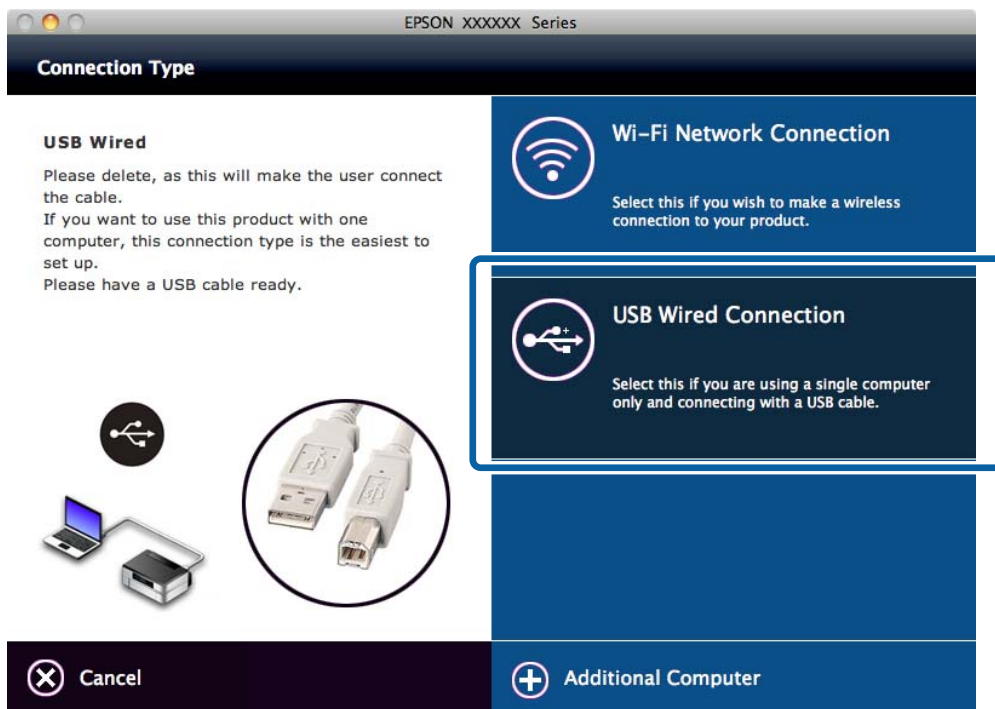 EPSON XXXXXX Series
Connection Type
USB Wired
Please delete, as this will make the user connect
the cable.
If you want to use this product with one
computer, this connection type is the easiest to
set up.
Please have a USB cable ready.
Wi-Fi Network Connection
Select this if you wish to make a wireless
connection to your product.
USB Wired Connection
Select this if you are using a single computer
only and connecting with a USB cable.
Cancel
Additional Computer